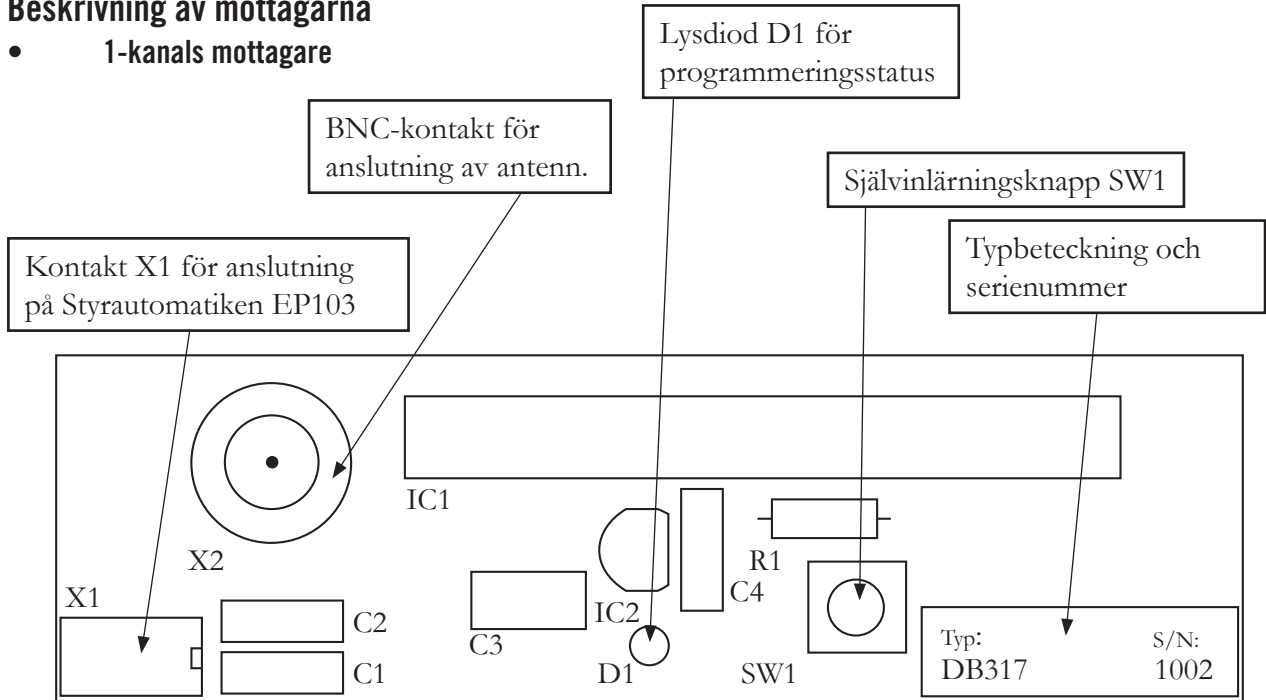 Beskrivning av mottagarna
• 1-kanals mottagare
Lysdiod D1 för
programmeringsstatus
BNC-kontakt för
anslutning av antenn.
Självinlärningsknapp SW1
Typbeteckning och
serienummer
Kontakt X1 för anslutning
på Styrautomatiken EP103
IC1
X2
R1
X1
C4
C2
IC2
C3
C1
D1
SW1
Typ: S/N:
DB317 1002